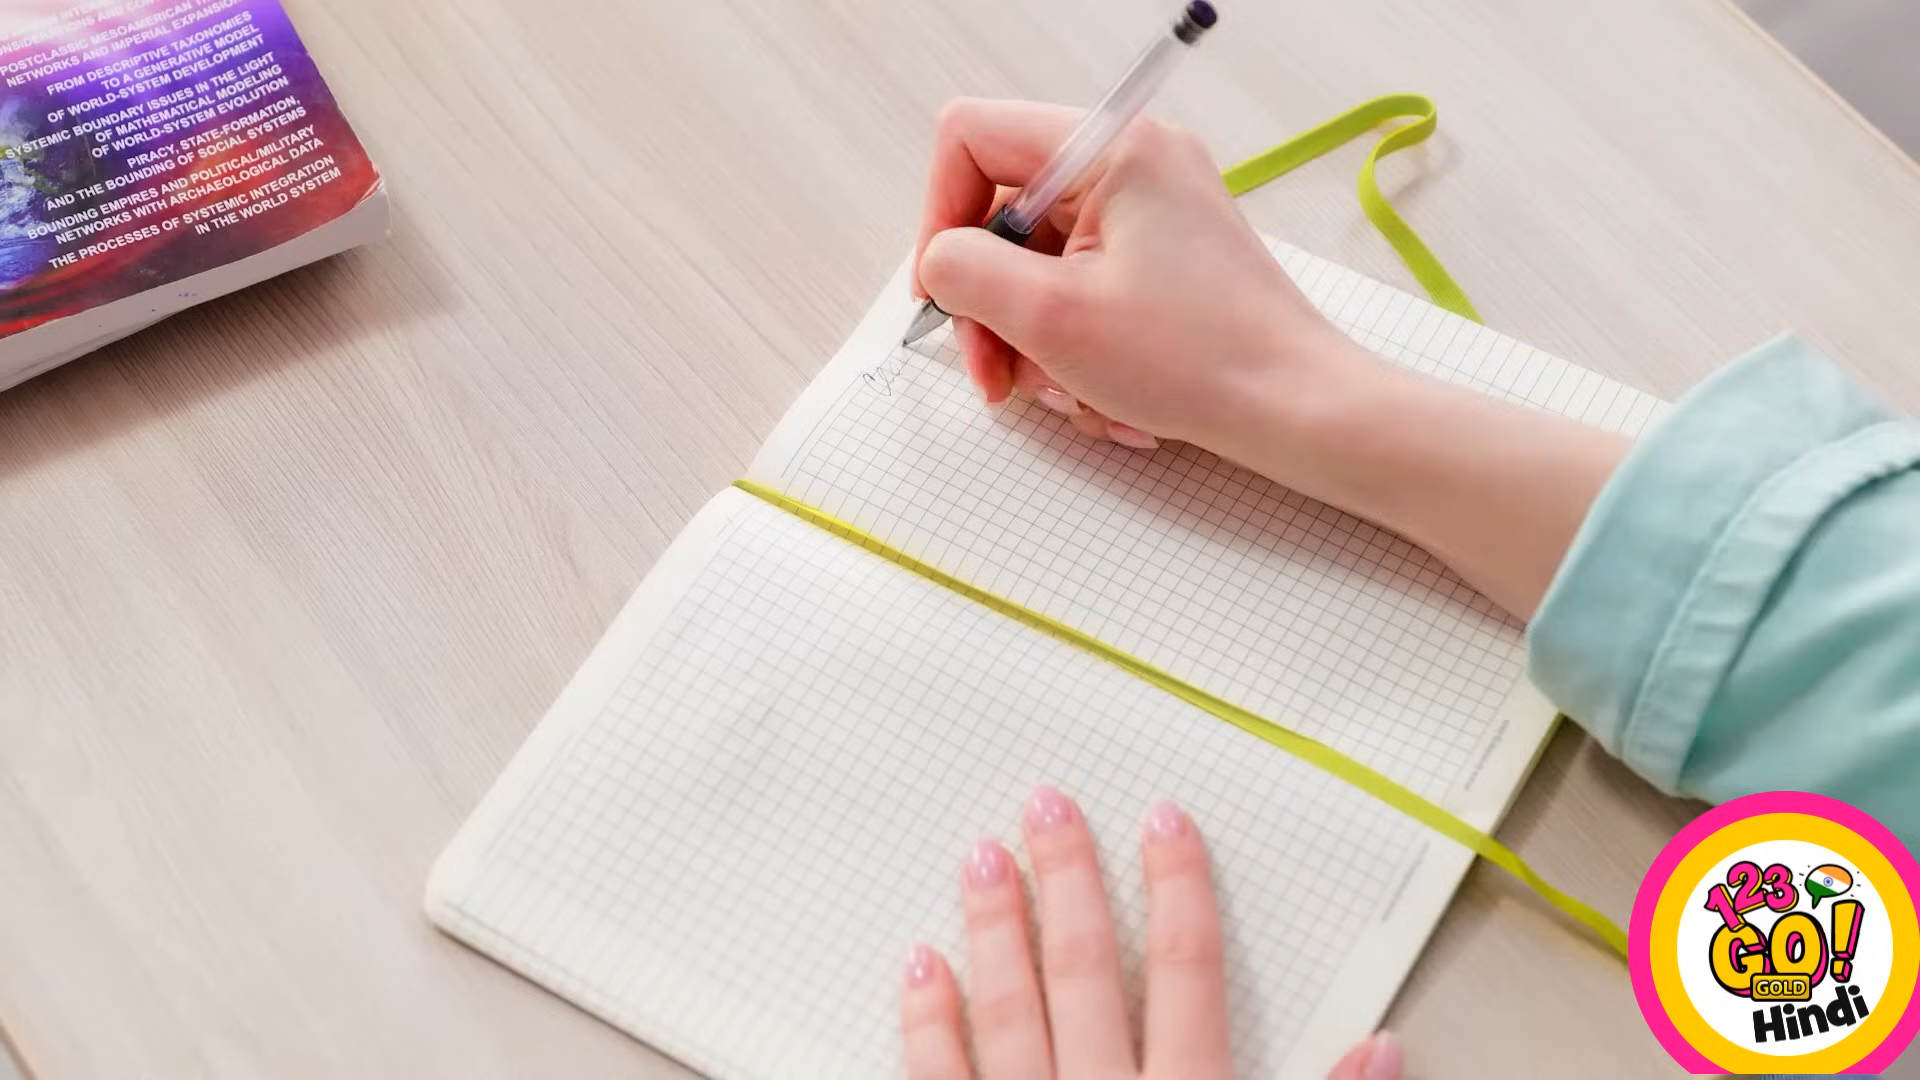 CONSIDERATIONS AND
POSTCLASSIC MESOAMERICAN
NETWORKS AND IMPERIAL EXPANSION
FROM DESCRIPTIVE TAXONOMIES
TO A GENERATIVE MODEL
OF WORLD-SYSTEM DEVELOPMENT
SYSTEMIC BOUNDARY ISSUES IN THE LIGHT
OF MATHEMATICAL MODELING
OF WORLD-SYSTEM EVOLUTION
PIRACY, STATE-FORMATION,
AND THE BOUNDING OF SOCIAL SYSTEMS
BOUNDING EMPIRES AND POLITICAL/MILITARY
NETWORKS WITH ARCHAEOLOGICAL DATA
THE PROCESSES OF SYSTEMIC INTEGRATION
IN THE WORLD SYSTEM
123
GO!
GOLD
Hindi